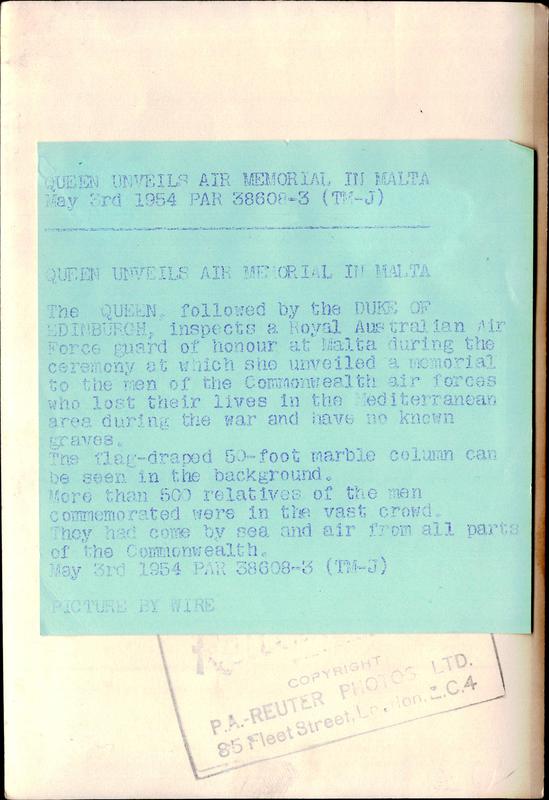 QUEEN UNVEILS AIR MEMORIAL IN MALTA
May 3rd 1954 PAR 38608-3 (TM-J)
QUEEN UNVEILS AIR MEMORIAL IN MALTA
The QUEEN, followed by the DUKE OF
EDINBURCH, inspects a Royal Australian Air
Force guard of honour at Malta during the
ceremony at which she unveiled a memorial
to the men of the Commonwealth air forces
who lost their lives in the Mediterranean
area during the war and have no known
graves.
The flag-draped 50-foot marble column can
be seen in the background.
More than 500 relatives of the men
commemorated were in the vast crowd.
They had come by sea and air from all parts
of the Commonwealth.
May 3rd 1954 PAR 38608-3 (TM-J)
PICTURE BY WIRE
COPYRIGHT
P.A.-REUTER PHOTOS LTD.
85 Fleet Street, London, E.C.4